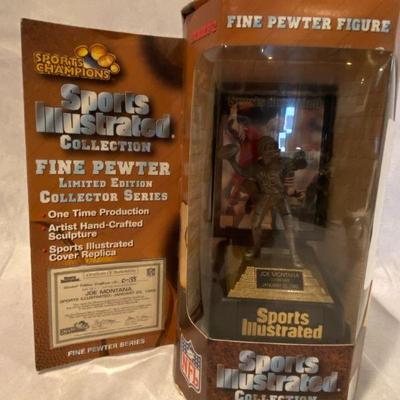 SPORTS
CHAMPIONS
Sports
Illustrated
COLLECTION
FINE PEWTER
LIMITED EDITION
COLLECTOR SERIES
• One Time Production
• Artist Hand-Crafted
Sculpture
• Sports Illustrated
Cover Replica
JOE MONTANA
FINE PEWTER SERIES
FINE PEWTER FIGURE
JOE MONTANA
Sports
Illustrated
NFL
Sports
Illustrated
COLLECTION